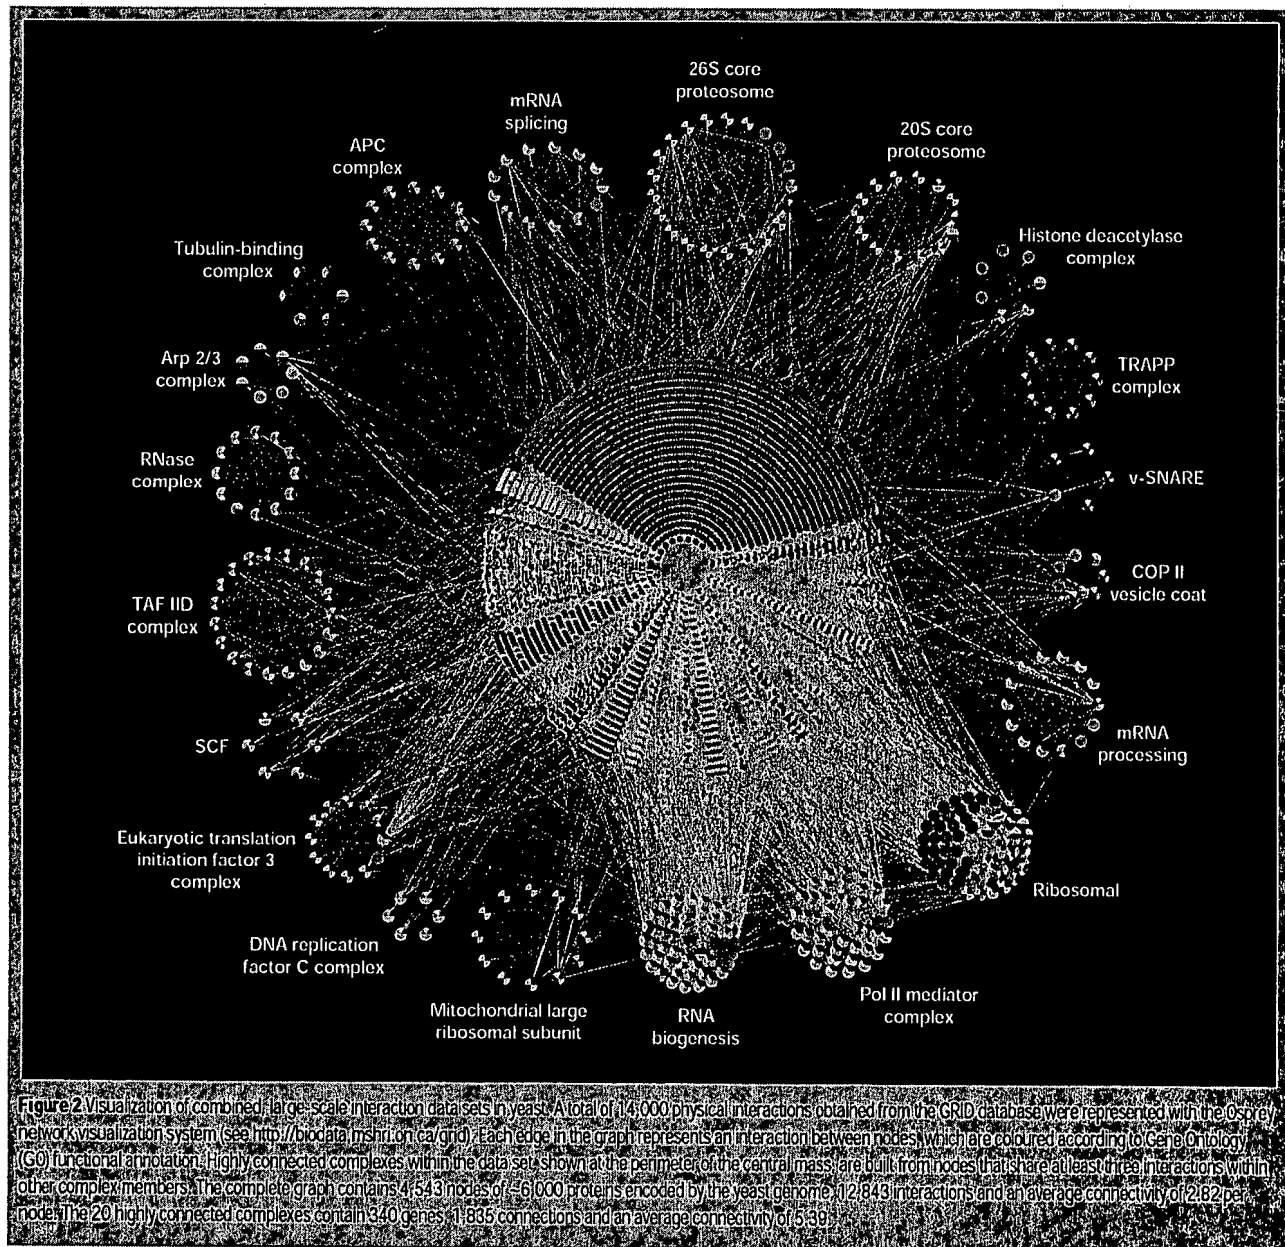 26S core
proteosome
mRNA
splicing
20S core
proteosome
APC
complex
Histone deacetylase
complex
Tubulin-binding
complex
Arp 2/3
complex
TRAPP
complex
RNase
complex
v-SNARE
COP II
vesicle coat
TAF IID
complex
SCF
mRNA
processing
Eukaryotic translation
initiation factor 3
complex
Ribosomal
DNA replication
factor C complex
Pol II mediator
complex
Mitochondrial large
ribosomal subunit
RNA
biogenesis
Figure 2 Visualization of combined, large-scale interaction data sets in yeast. A total of 14,000 physical interactions obtained from the GRID database were represented with the Osprey
network visualization system (see http://biodata.mshri.on.ca/grid). Each edge in the graph represents an interaction between nodes, which are coloured according to Gene Ontology
(GO) functional annotation. Highly connected complexes within the data set, shown at the perimeter of the central mass, are built from nodes that share at least three interactions within
other complex members. The complete graph contains 4,543 nodes of ~6,000 proteins encoded by the yeast genome, 12,843 interactions and an average connectivity of 2.82 per
node. The 20 highly connected complexes contain 340 genes, 1,835 connections and an average connectivity of 5.39.